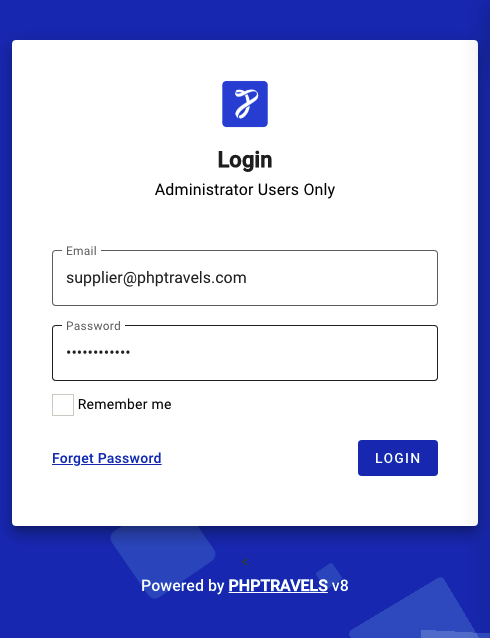 Login
Administrator Users Only
Email
supplier@phptravels.com
Password
••••••••••••
Remember me
Forget Password
LOGIN
Powered by PHPTRAVELS v8